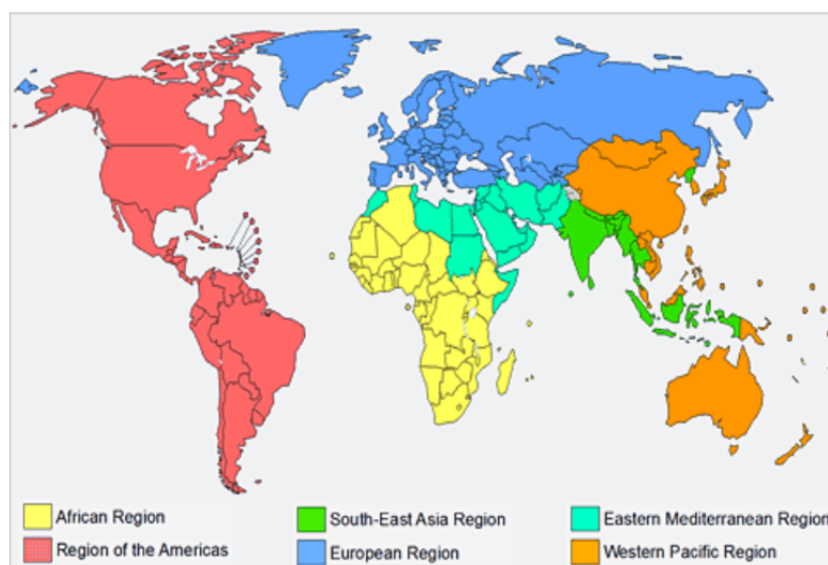 African Region
South-East Asia Region
Eastern Mediterranean Region
Region of the Americas
European Region
Western Pacific Region